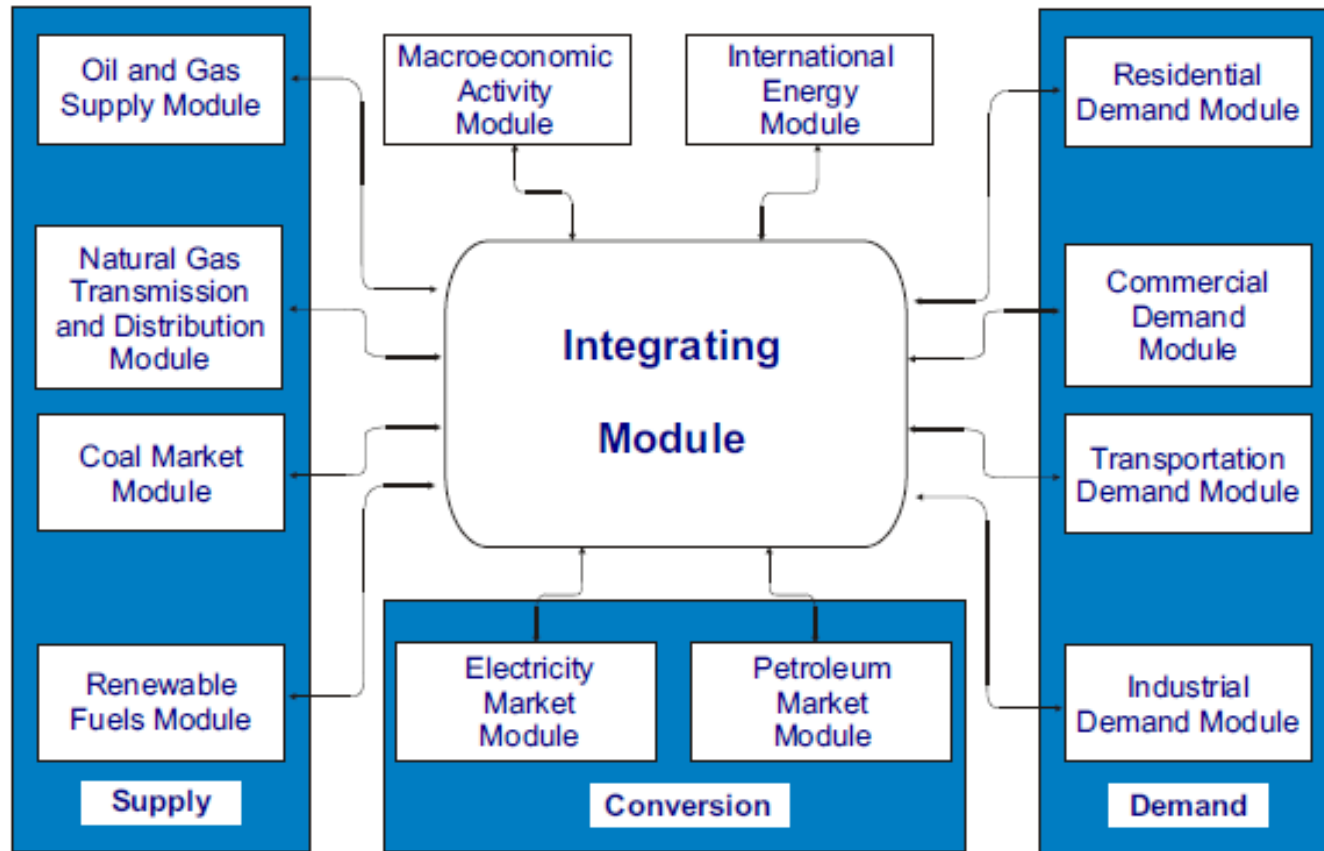 Oil and Gas
Supply Module
Natural Gas
Transmission
and Distribution
Module
Coal Market
Module
Renewable
Fuels Module
Supply
Macroeconomic
Activity
Module
International
Energy
Module
Integrating
Module
Electricity
Market
Module
Petroleum
Market
Module
Conversion
Residential
Demand Module
Commercial
Demand
Module
Transportation
Demand Module
Industrial
Demand Module
Demand